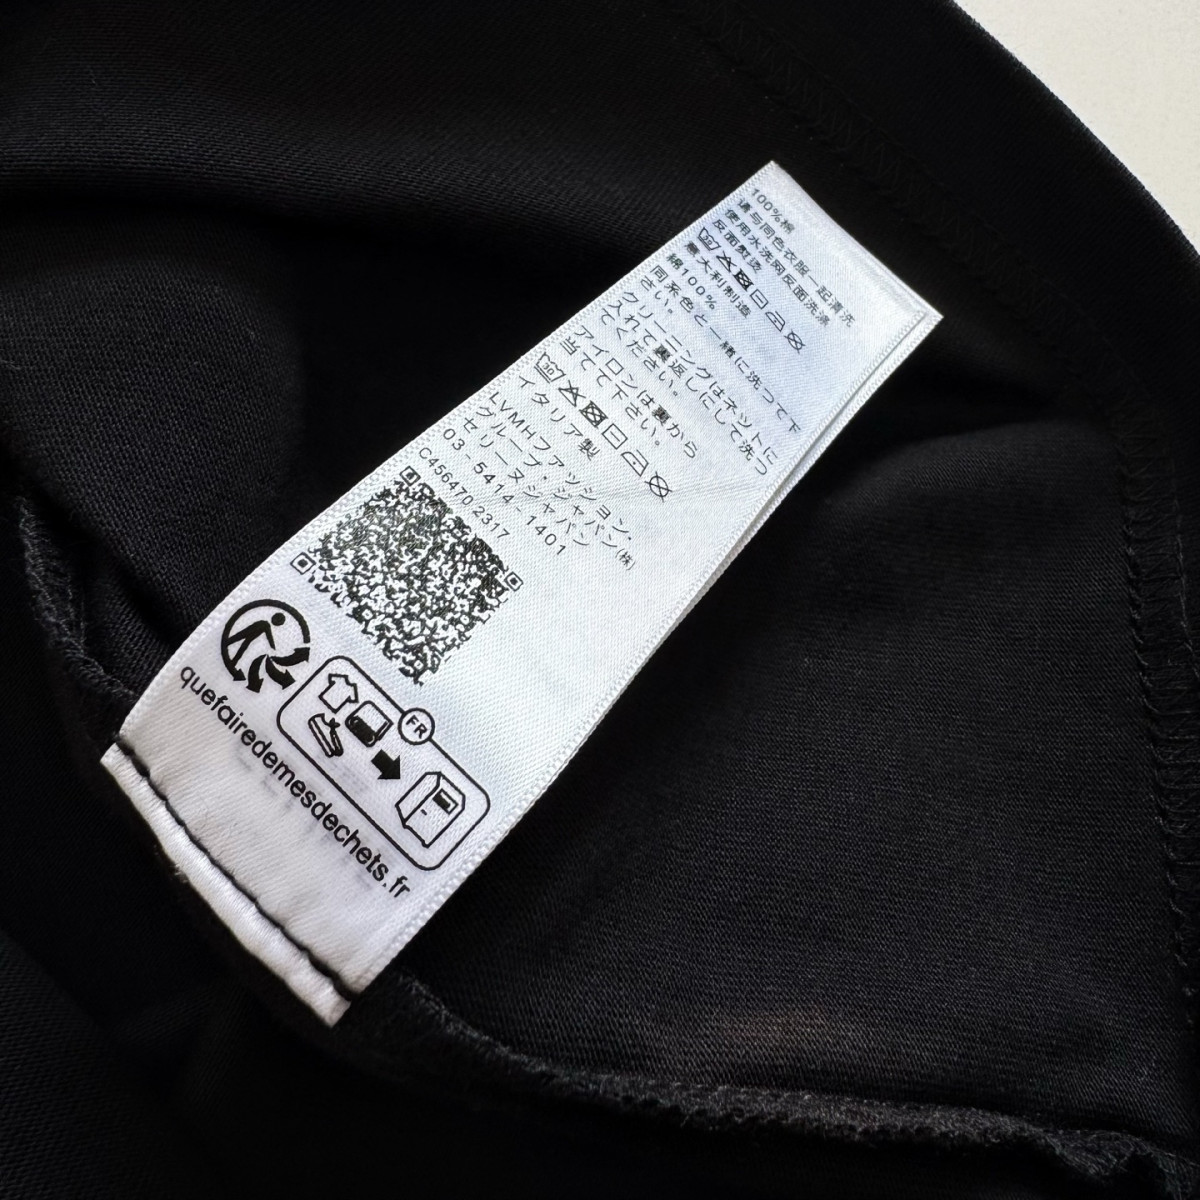 100%棉
请与同色衣服一起清洗
使用水洗网反面洗涤
反面熨烫
30
意大利制造
綿100%
同系色と一緒に洗って下
さい。
クリーニングはネットに
入れて裏返しにして洗っ
てください。
アイロンは裏から
当てて下さい。
30
イタリア製
LVMHファッション・
グループ・ジャパン㈱
セリーヌ ジャパン
03-5414-1401
C456470 2317
FR
quefairedemesdechets.fr